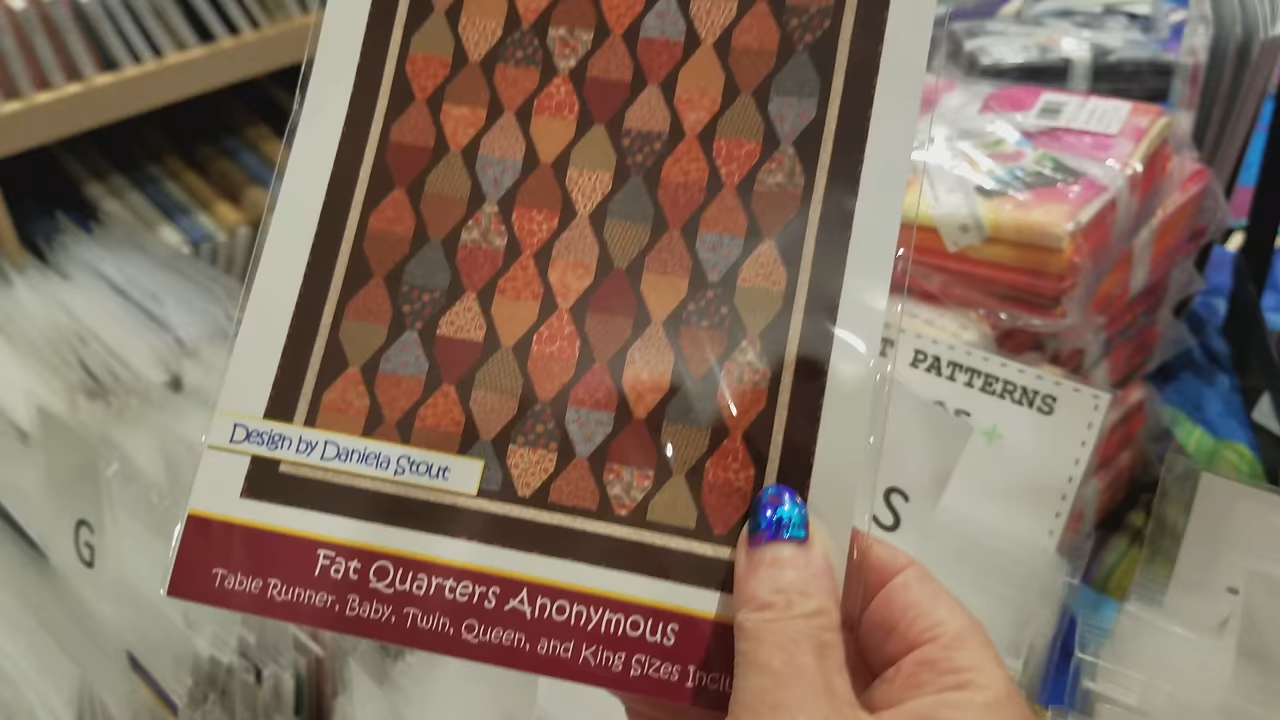 Design by Daniela Stout
Fat Quarters Anonymous
Table Runner, Baby, Twin, Queen, and King Sizes Incl
G
T PATTERNS
S